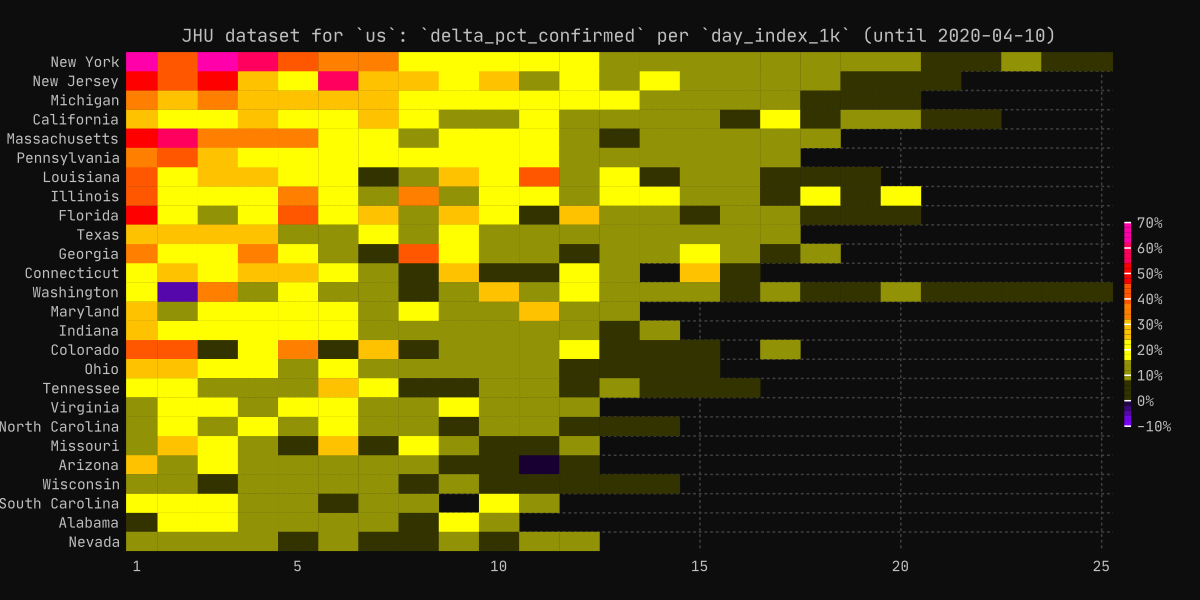 JHU dataset for `us`: `delta_pct_confirmed` per `day_index_1k` (until 2020-04-10)
New York
New Jersey
Michigan
California
Massachusetts
Pennsylvania
Louisiana
Illinois
Florida
Texas
Georgia
Connecticut
Washington
Maryland
Indiana
Colorado
Ohio
Tennessee
Virginia
North Carolina
Missouri
Arizona
Wisconsin
South Carolina
Alabama
Nevada
1 5 10 15 20 25
70%
60%
50%
40%
30%
20%
10%
0%
-10%